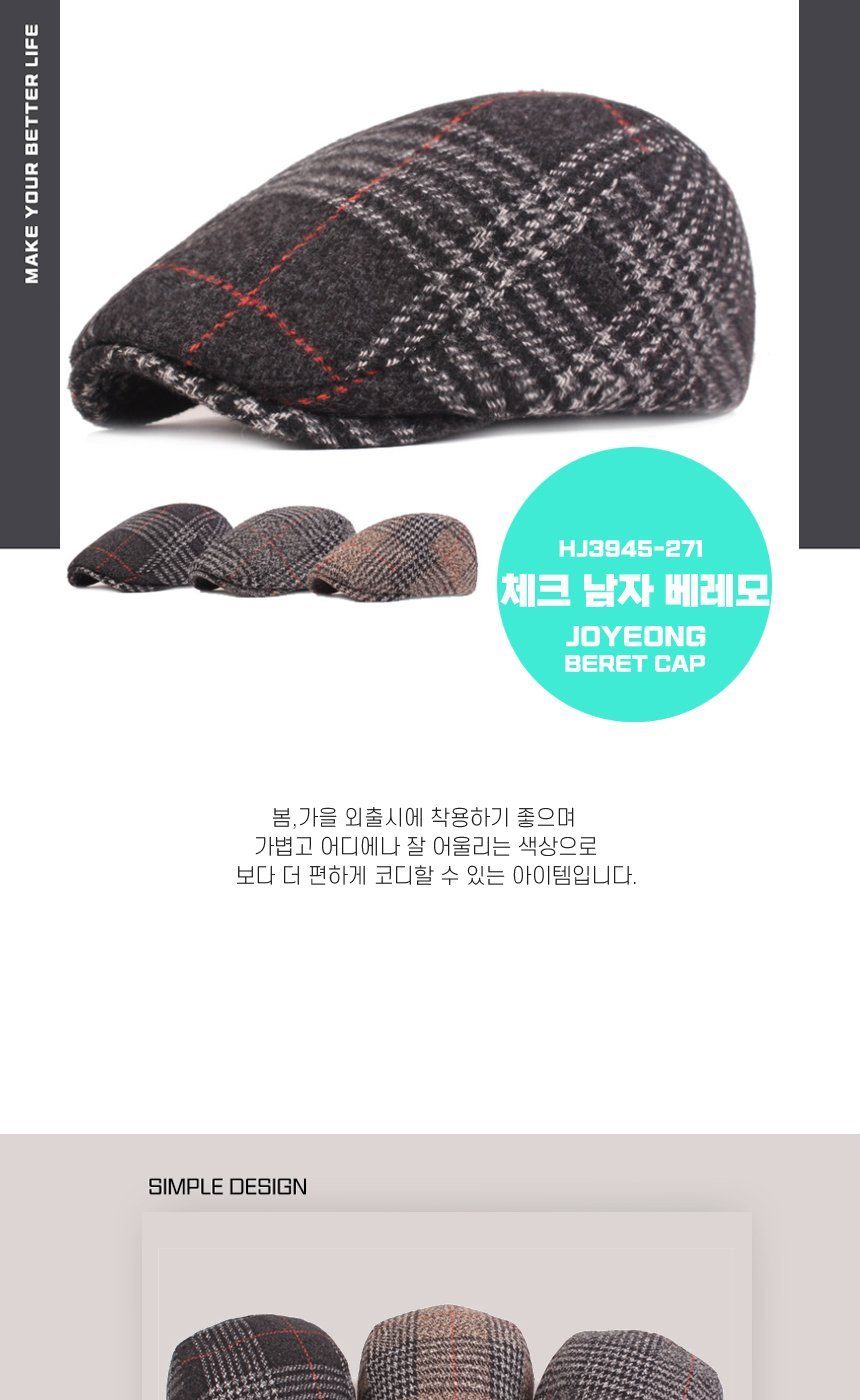 MAKE YOUR BETTER LIFE
HJ3945-271
체크 남자 베레모
JOYEONG
BERET CAP
봄,가을 외출시에 착용하기 좋으며
가볍고 어디에나 잘 어울리는 색상으로
보다 더 편하게 코디할 수 있는 아이템입니다.
SIMPLE DESIGN